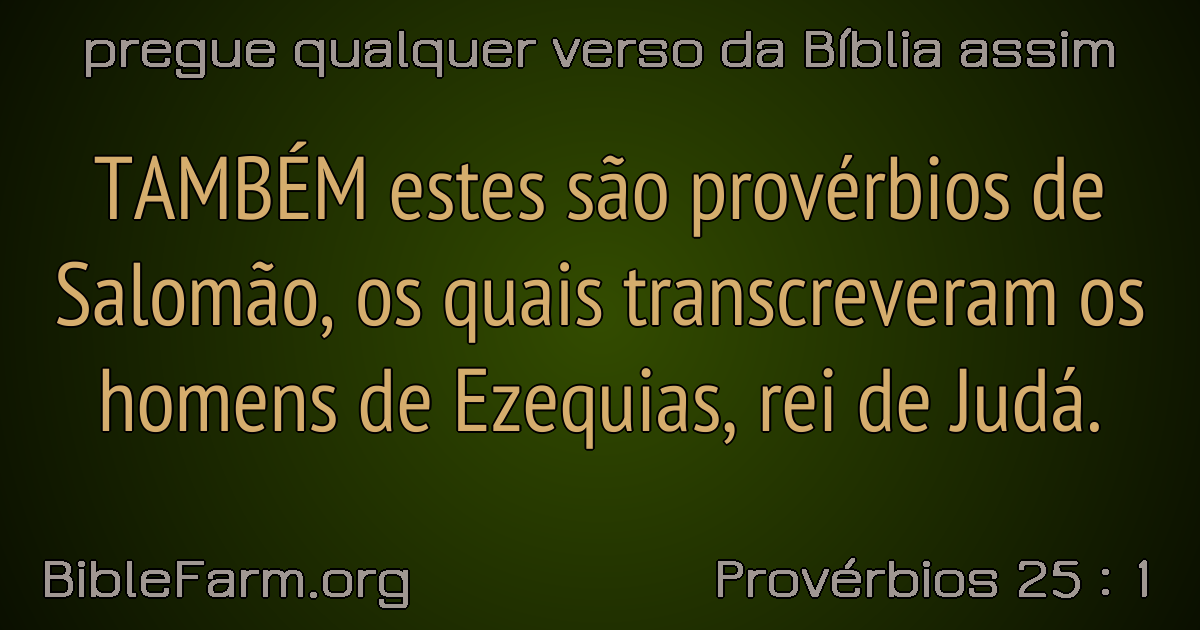 pregue qualquer verso da Bíblia assim
TAMBÉM estes são provérbios de
Salomão, os quais transcreveram os
homens de Ezequias, rei de Judá.
BibleFarm.org
Provérbios 25 : 1